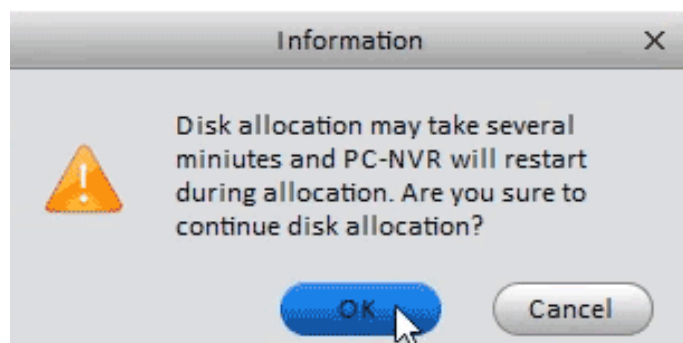 Information
Disk allocation may take several
miniutes and PC-NVR will restart
during allocation. Are you sure to
continue disk allocation?
OK
Cancel